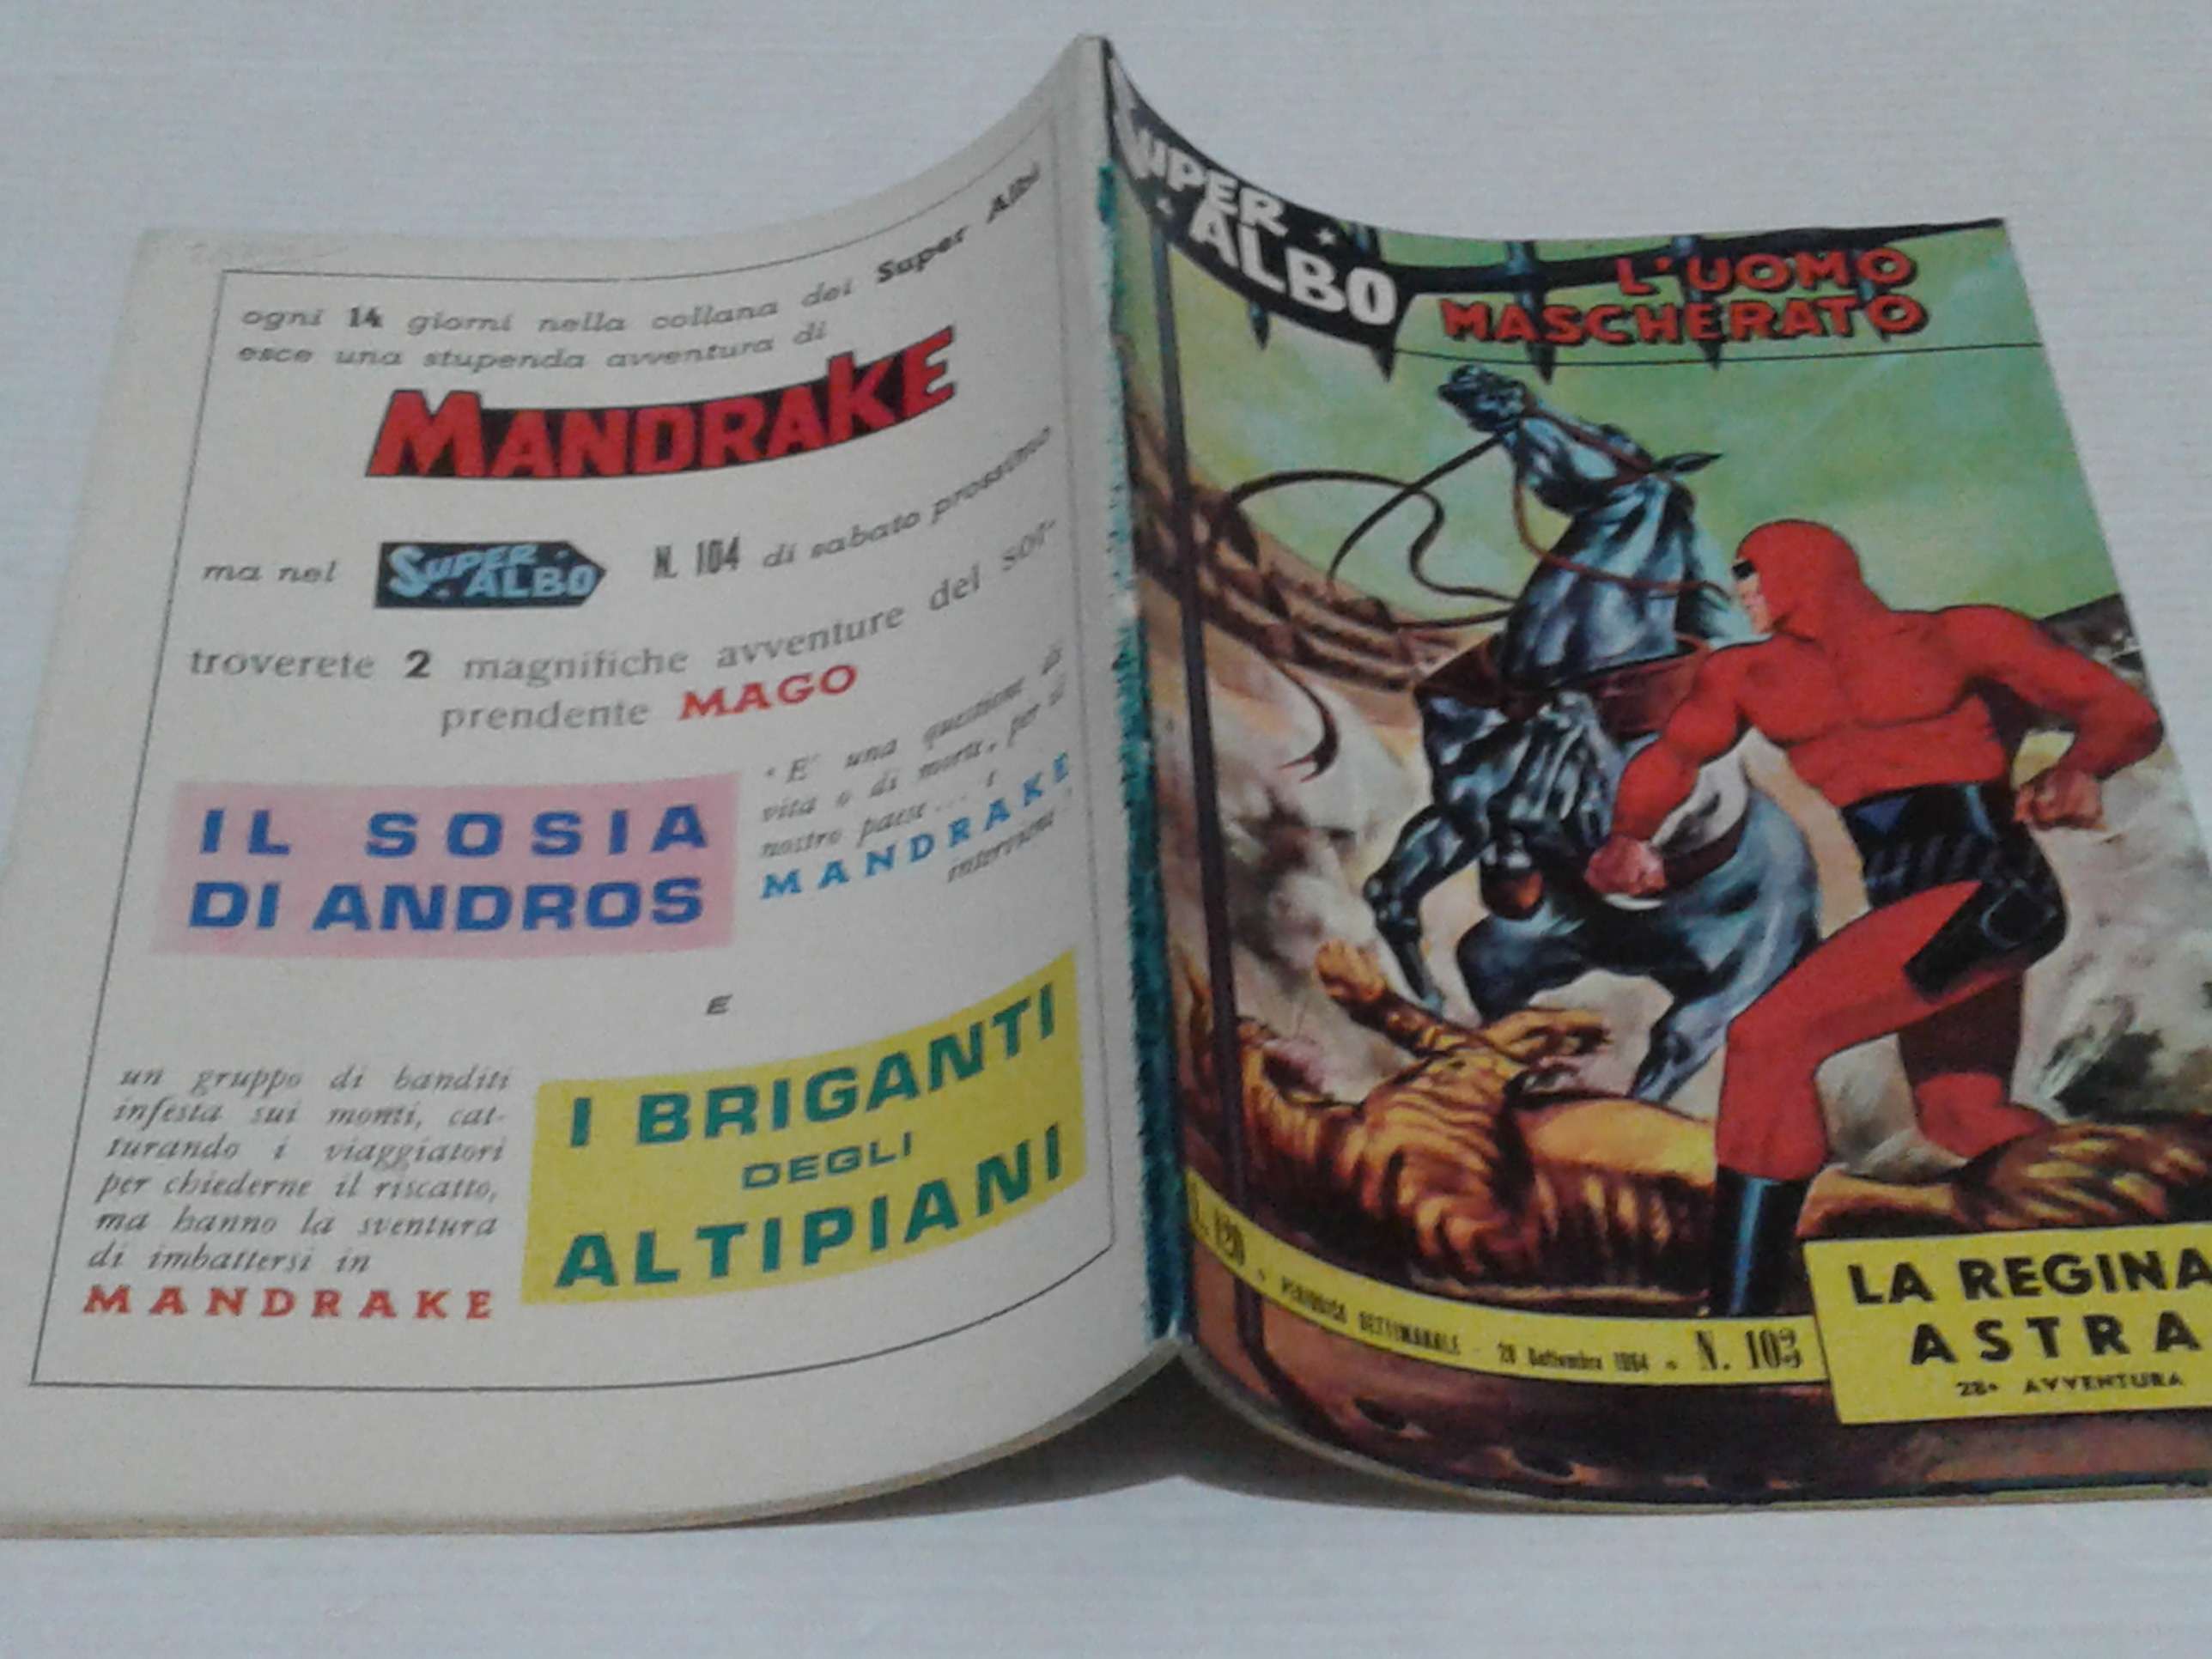 ogni 14 giorni nella collana dei Super Albi
esce una stupenda avventura di
MANDRAKE
ma nel SUPER ALBO N. 104 di sabato prossimo
troverete 2 magnifiche avventure del sor-
prendente MAGO
IL SOSIA
DI ANDROS
« E' una questione di
vita o di morte, per il
nostro paese... e
MANDRAKE
interviene »
E
un gruppo di banditi
infesta sui monti, cat-
turando i viaggiatori
per chiederne il riscatto,
ma hanno la sventura
di imbattersi in
MANDRAKE
I BRIGANTI
DEGLI
ALTIPIANI
SUPER
ALBO
L'UOMO
MASCHERATO
L. 120 • PERIODICO SETTIMANALE - Settembre 1964 • N. 103
LA REGINA
ASTRA
28ª AVVENTURA